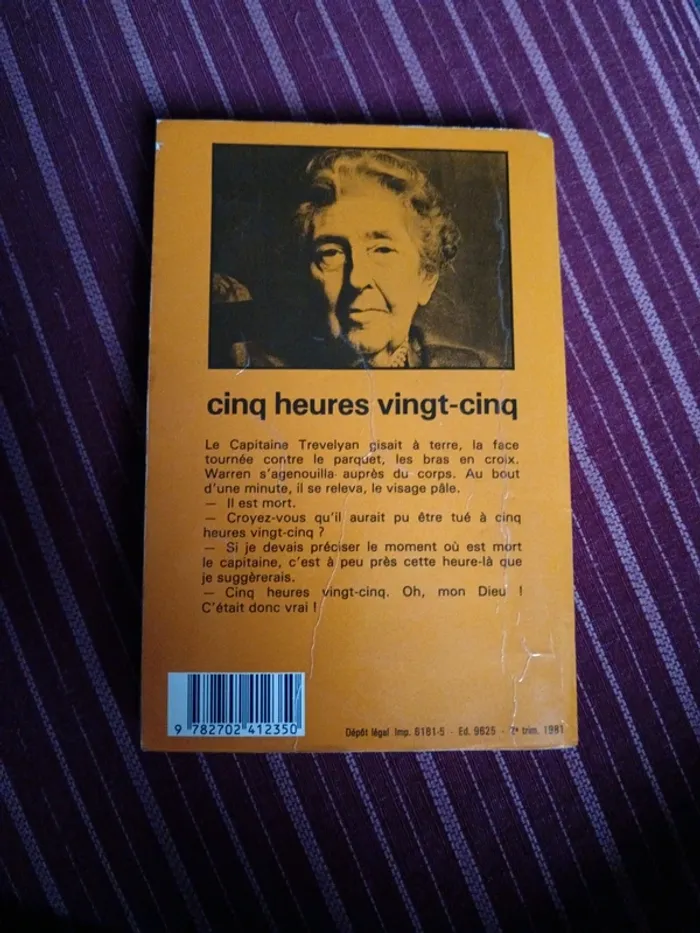 cinq heures vingt-cinq
Le Capitaine Trevelyan gisait à terre, la face
tournée contre le parquet, les bras en croix.
Warren s'agenouilla auprès du corps. Au bout
d'une minute, il se releva, le visage pâle.
— Il est mort.
— Croyez-vous qu'il aurait pu être tué à cinq
heures vingt-cinq ?
— Si je devais préciser le moment où est mort
le capitaine, c'est à peu près cette heure-là que
je suggèrerais.
— Cinq heures vingt-cinq. Oh, mon Dieu !
C'était donc vrai !
9 782702 412350
Dépôt légal Imp. 6181-5 - Ed. 9625 - 2e trim. 1981